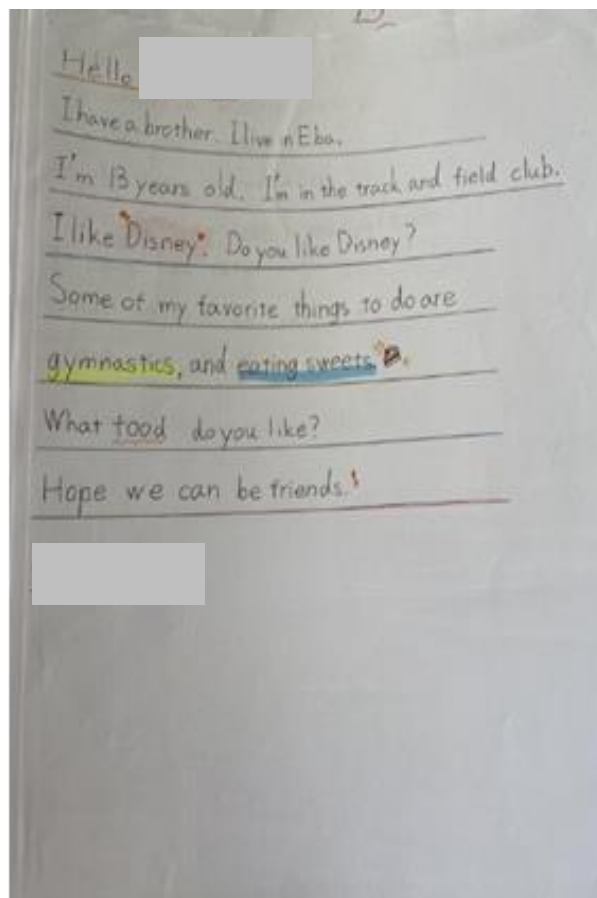 Hello
I have a brother. I live n Eba.
I'm 13 years old. I'm in the track and field club.
I like "Disney". Do you like Disney?
Some of my favorite things to do are
gymnastics, and eating sweets.
What food do you like?
Hope we can be friends.!